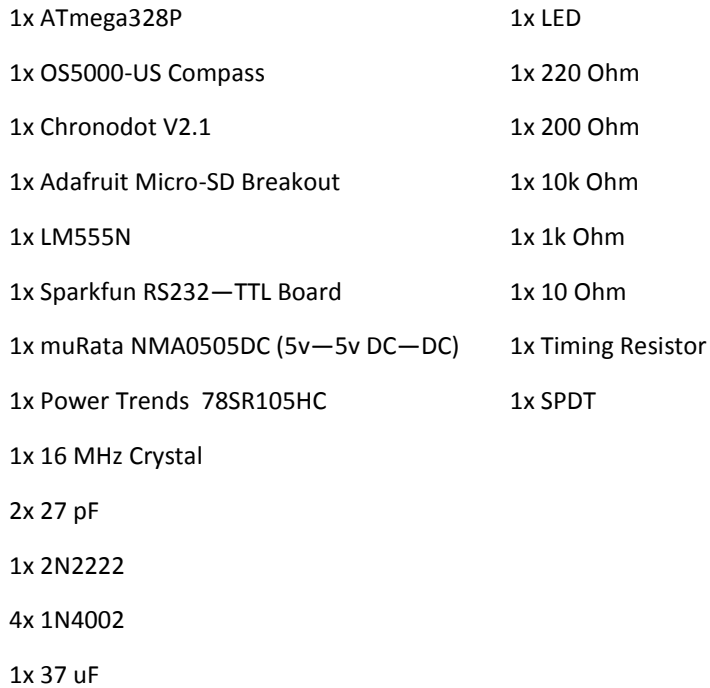 1x ATmega328P
1x OS5000-US Compass
1x Chronodot V2.1
1x Adafruit Micro-SD Breakout
1x LM555N
1x Sparkfun RS232—TTL Board
1x muRata NMA0505DC (5v—5v DC—DC)
1x Power Trends  78SR105HC
1x 16 MHz Crystal
2x 27 pF
1x 2N2222
4x 1N4002
1x 37 uF
1x LED
1x 220 Ohm
1x 200 Ohm
1x 10k Ohm
1x 1k Ohm
1x 10 Ohm
1x Timing Resistor
1x SPDT